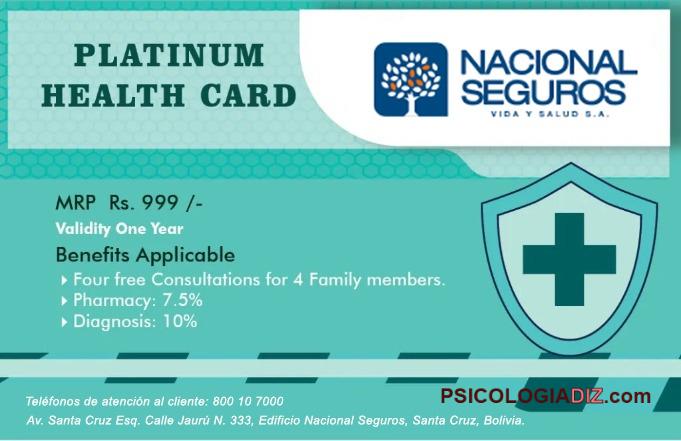 PLATINUM
HEALTH CARD
NACIONAL
SEGUROS
VIDA Y SALUD S.A.
MRP Rs. 999 /-
Validity One Year
Benefits Applicable
Four free Consultations for 4 Family members.
Pharmacy: 7.5%
Diagnosis: 10%
PSICOLOGIADIZ.com
Teléfonos de atención al cliente: 800 10 7000
Av. Santa Cruz Esq. Calle Jaurú N. 333, Edificio Nacional Seguros, Santa Cruz, Bolivia.